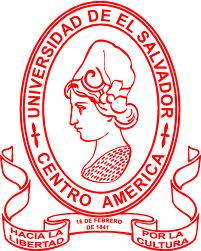 UNIVERSIDAD DE EL SALVADOR
CENTRO AMERICA
HACIA LA
LIBERTAD
16 DE FEBRERO
DE 1841
POR LA
CULTURA